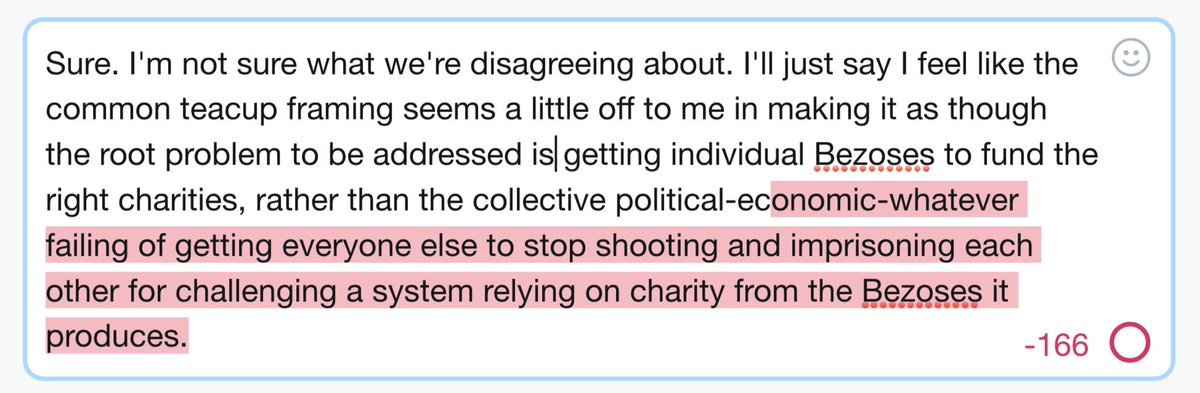 Sure. I'm not sure what we're disagreeing about. I'll just say I feel like the
common teacup framing seems a little off to me in making it as though
the root problem to be addressed is getting individual Bezoses to fund the
right charities, rather than the collective political-economic-whatever
failing of getting everyone else to stop shooting and imprisoning each
other for challenging a system relying on charity from the Bezoses it
produces.
-166